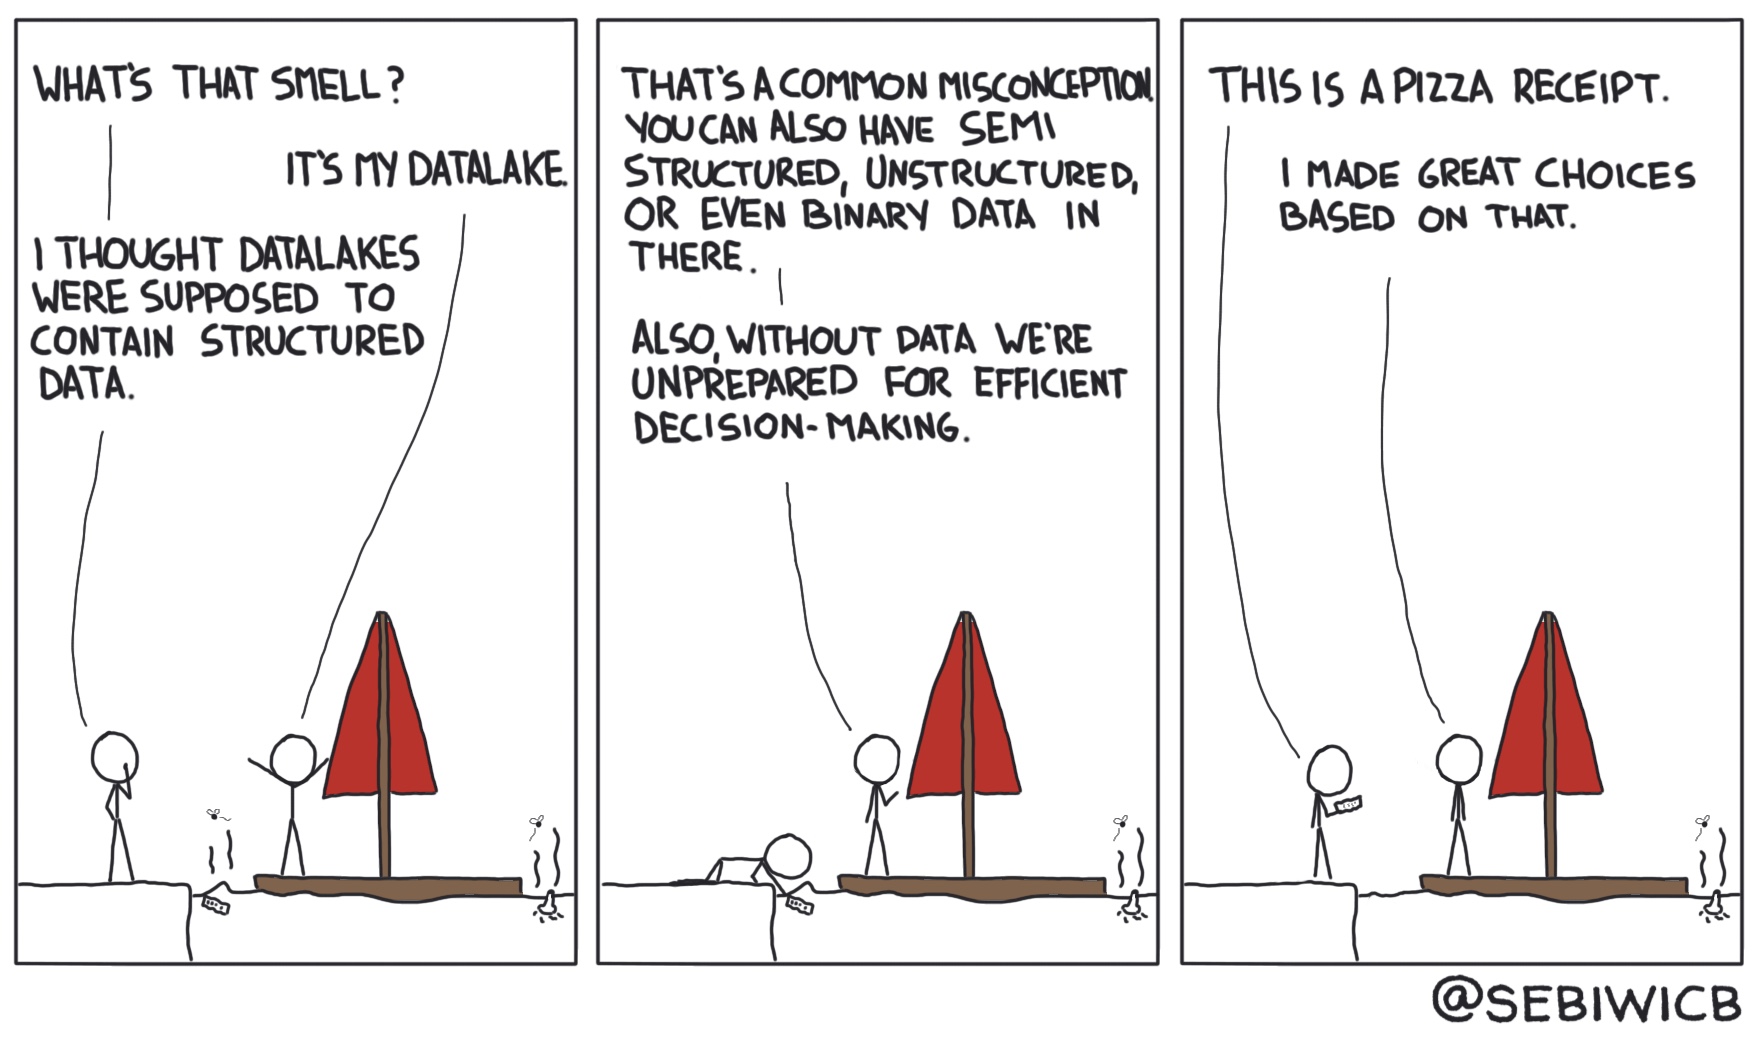 WHAT'S THAT SMELL?
IT'S MY DATALAKE.
I THOUGHT DATALAKES
WERE SUPPOSED TO
CONTAIN STRUCTURED
DATA.
THAT'S A COMMON MISCONCEPTION.
YOU CAN ALSO HAVE SEMI
STRUCTURED, UNSTRUCTURED,
OR EVEN BINARY DATA IN
THERE.
ALSO, WITHOUT DATA WE'RE
UNPREPARED FOR EFFICIENT
DECISION-MAKING.
THIS IS A PIZZA RECEIPT.
I MADE GREAT CHOICES
BASED ON THAT.
@SEBIWICB